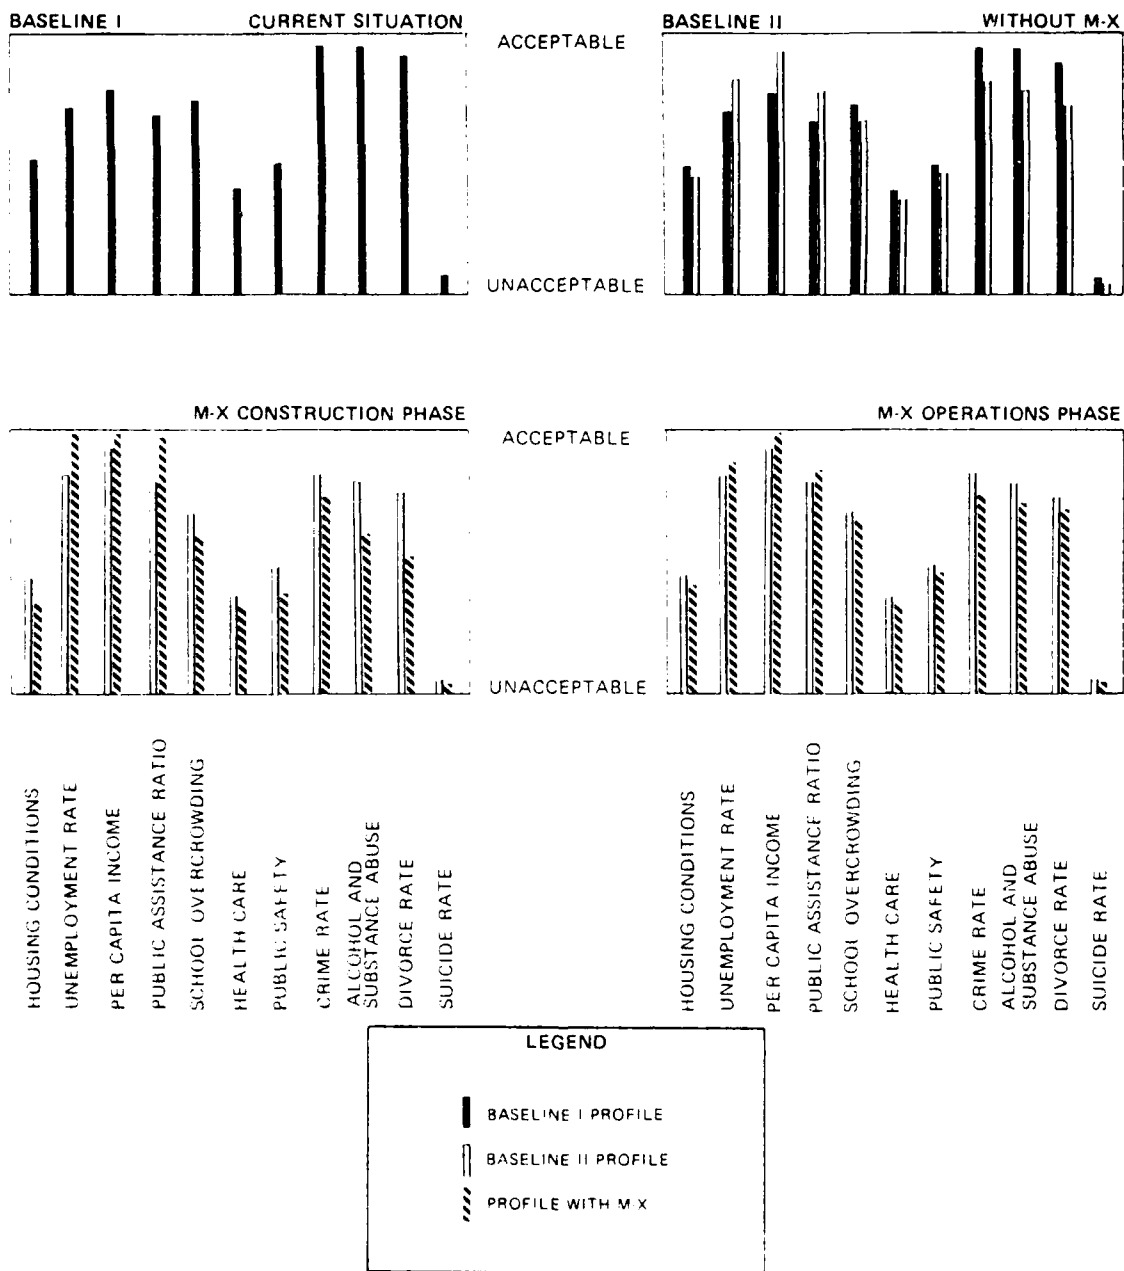 BASELINE I CURRENT SITUATION
ACCEPTABLE
UNACCEPTABLE
BASELINE II WITHOUT M-X
M-X CONSTRUCTION PHASE
ACCEPTABLE
UNACCEPTABLE
M-X OPERATIONS PHASE
HOUSING CONDITIONS
UNEMPLOYMENT RATE
PER CAPITA INCOME
PUBLIC ASSISTANCE RATIO
SCHOOL OVERCROWDING
HEALTH CARE
PUBLIC SAFETY
CRIME RATE
ALCOHOL AND
SUBSTANCE ABUSE
DIVORCE RATE
SUICIDE RATE
HOUSING CONDITIONS
UNEMPLOYMENT RATE
PER CAPITA INCOME
PUBLIC ASSISTANCE RATIO
SCHOOL OVERCROWDING
HEALTH CARE
PUBLIC SAFETY
CRIME RATE
ALCOHOL AND
SUBSTANCE ABUSE
DIVORCE RATE
SUICIDE RATE
LEGEND
BASELINE I PROFILE
BASELINE II PROFILE
PROFILE WITH M-X